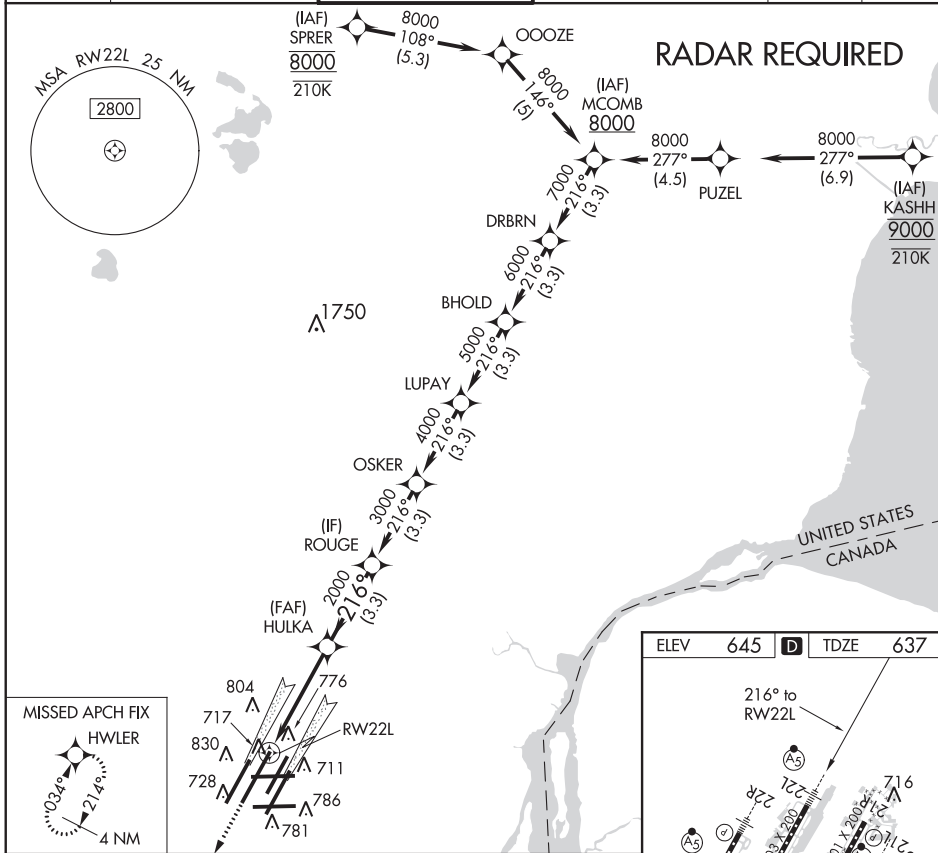 MSA RW22L 25 NM
2800
(IAF)
SPRER
8000
210K
8000
108°
(5.3)
OOOZE
RADAR REQUIRED
8000
146°
(5)
(IAF)
MCOMB
8000
8000
277°
(4.5)
PUZEL
8000
277°
(6.9)
(IAF)
KASHH
9000
210K
7000
216°
(3.3)
DRBRN
6000
216°
(3.3)
BHOLD
1750
5000
216°
(3.3)
LUPAY
4000
216°
(3.3)
OSKER
3000
216°
(3.3)
(IF)
ROUGE
2000
216°
(3.3)
(FAF)
HULKA
UNITED STATES
CANADA
804
776
717
RW22L
830
711
728
786
781
MISSED APCH FIX
HWLER
034°
214°
4 NM
ELEV 645 D TDZE 637
216° to
RW22L
A5
22R
22L
716
A5
P
P